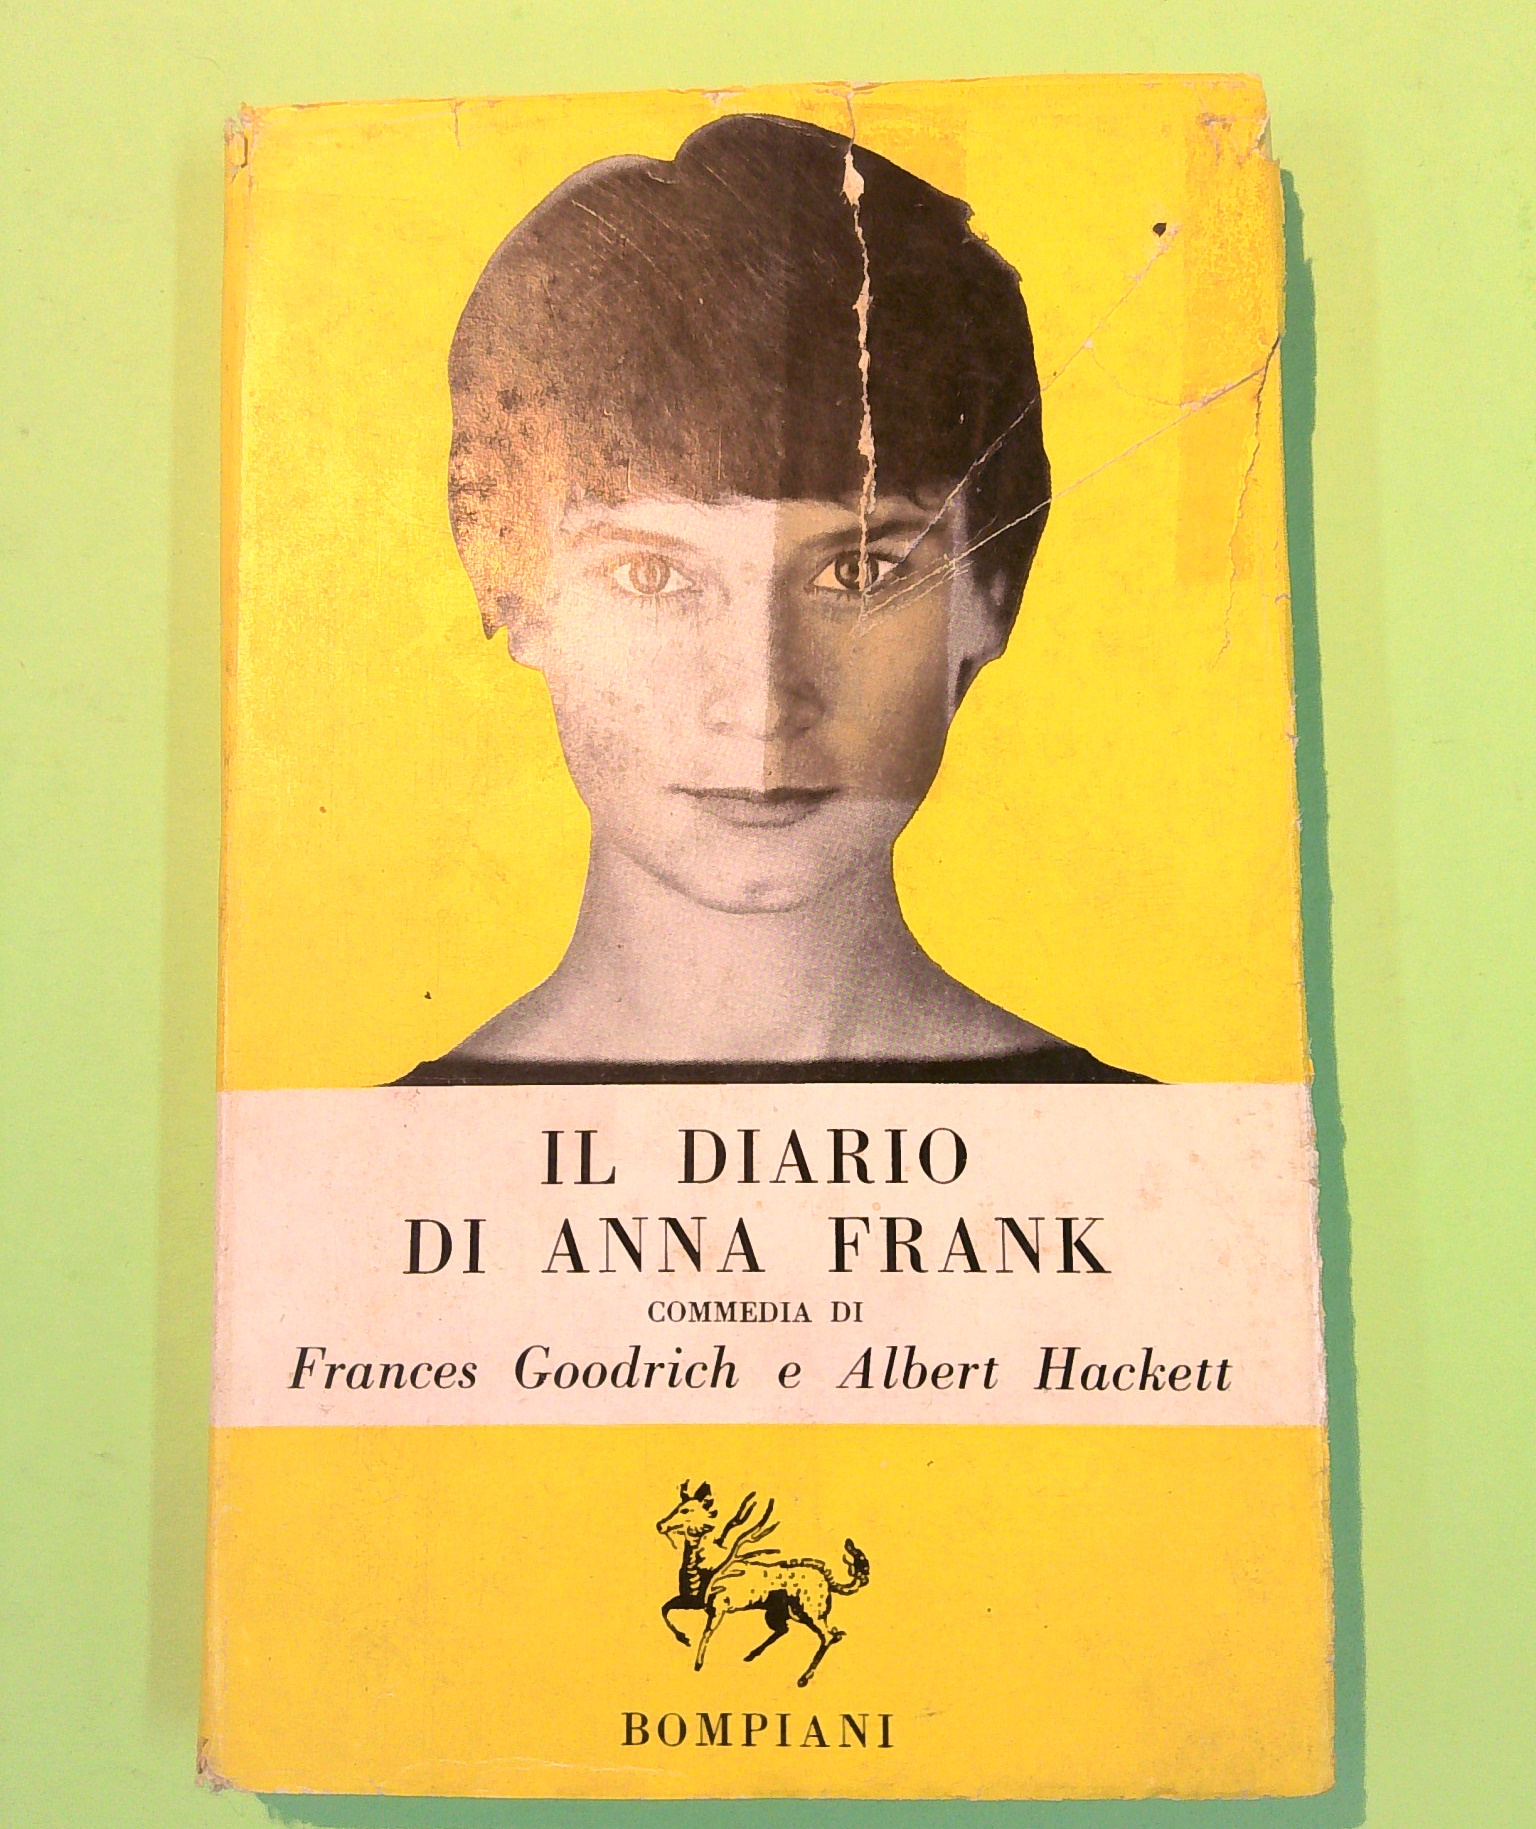 IL DIARIO
DI ANNA FRANK
COMMEDIA DI
Frances Goodrich e Albert Hackett
BOMPIANI